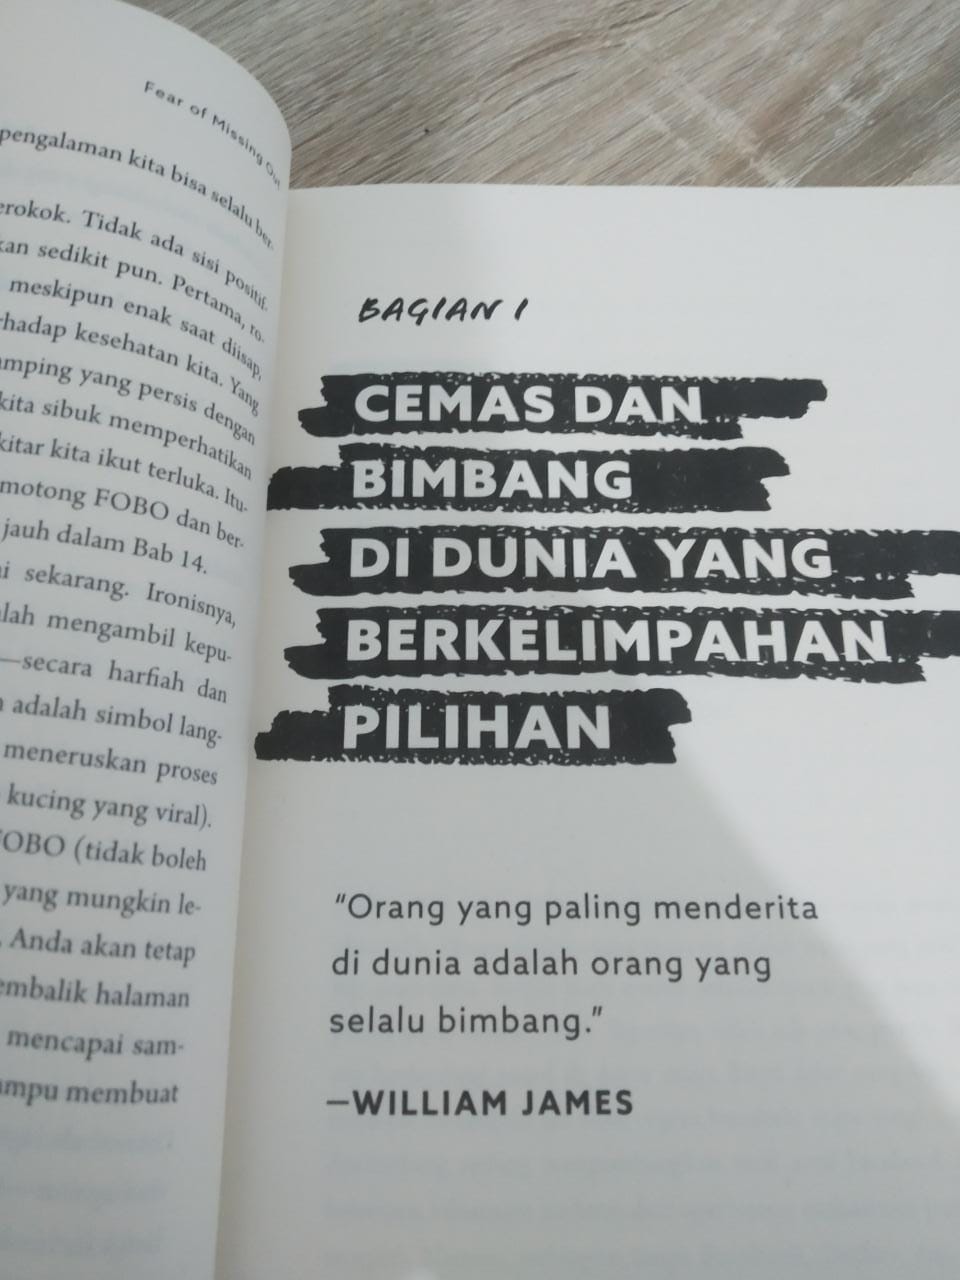 Fear of Missing Out
pengalaman kita bisa selalu ber-
erokok. Tidak ada sisi positif.
kan sedikit pun. Pertama, ro-
meskipun enak saat diisap,
rhadap kesehatan kita. Yang
amping yang persis dengan
kita sibuk memperhatikan
kitar kita ikut terluka. Itu-
motong FOBO dan ber-
jauh dalam Bab 14.
ni sekarang. Ironisnya,
alah mengambil kepu-
—secara harfiah dan
n adalah simbol lang-
meneruskan proses
kucing yang viral).
FOBO (tidak boleh
yang mungkin le-
. Anda akan tetap
embalik halaman
mencapai sam-
ampu membuat
BAGIAN I
CEMAS DAN
BIMBANG
DI DUNIA YANG
BERKELIMPAHAN
PILIHAN
“Orang yang paling menderita
di dunia adalah orang yang
selalu bimbang.”
—WILLIAM JAMES